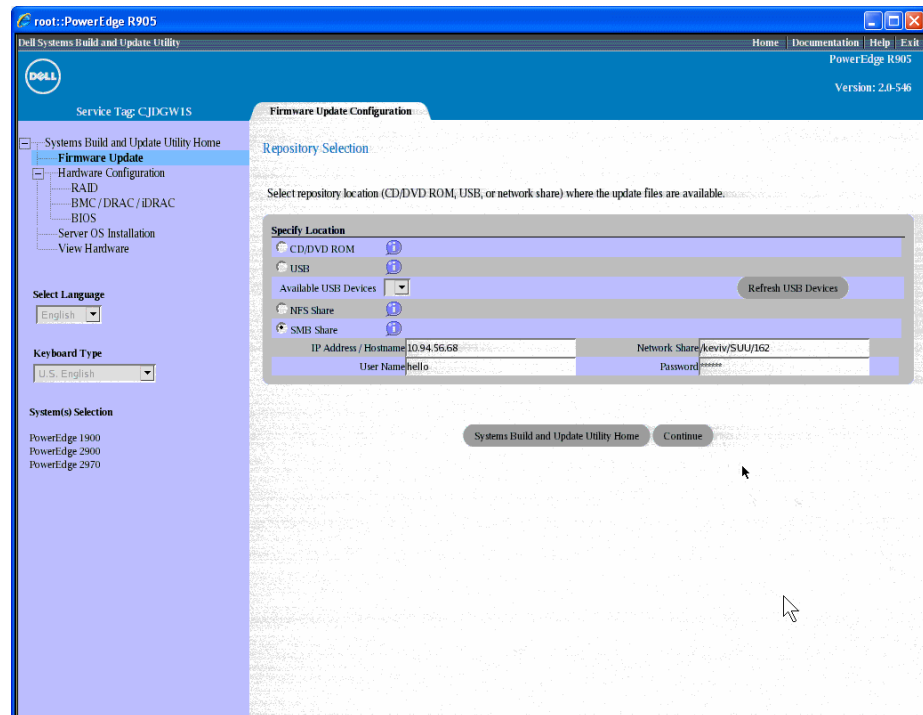 root::PowerEdge R905
Dell Systems Build and Update Utility
Home Documentation Help Exit
DELL
PowerEdge R905
Version: 2.0-546
Service Tag: CJDGW1S
Firmware Update Configuration
Systems Build and Update Utility Home
Firmware Update
Hardware Configuration
RAID
BMC / DRAC / iDRAC
BIOS
Server OS Installation
View Hardware
Select Language
English
Keyboard Type
U.S. English
System(s) Selection
PowerEdge 1900
PowerEdge 2900
PowerEdge 2970
Repository Selection
Select repository location (CD/DVD ROM, USB, or network share) where the update files are available.
Specify Location
CD/DVD ROM
USB
Available USB Devices
Refresh USB Devices
NFS Share
SMB Share
IP Address / Hostname 10.94.56.68 Network Share /keviv/SUU/162
User Name hello Password ******
Systems Build and Update Utility Home Continue